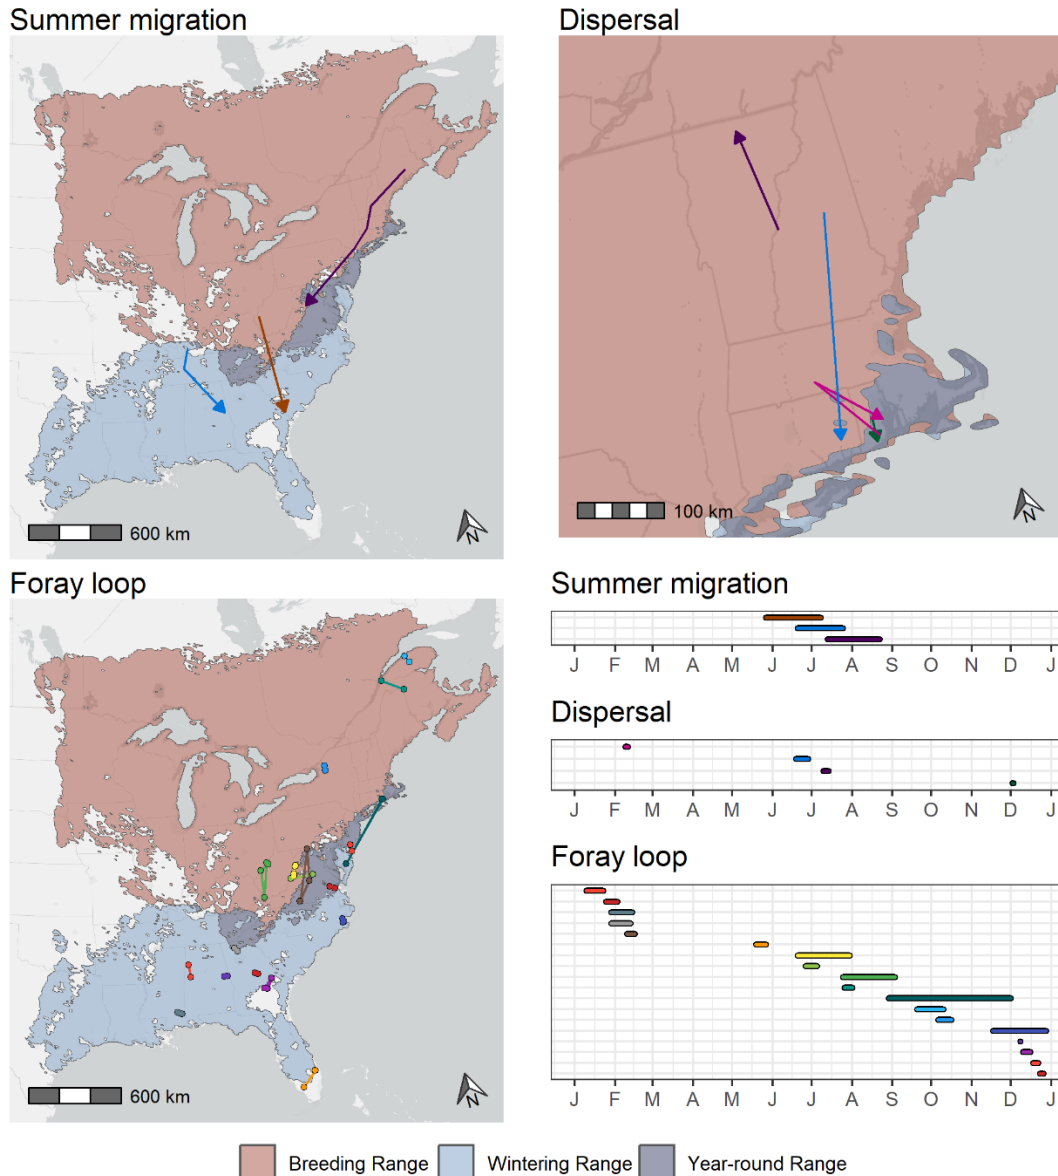 Summer migration
600 km
N
Dispersal
100 km
N
Foray loop
600 km
N
Summer migration
J F M A M J J A S O N D J
Dispersal
J F M A M J J A S O N D J
Foray loop
J F M A M J J A S O N D J
Breeding Range Wintering Range Year-round Range